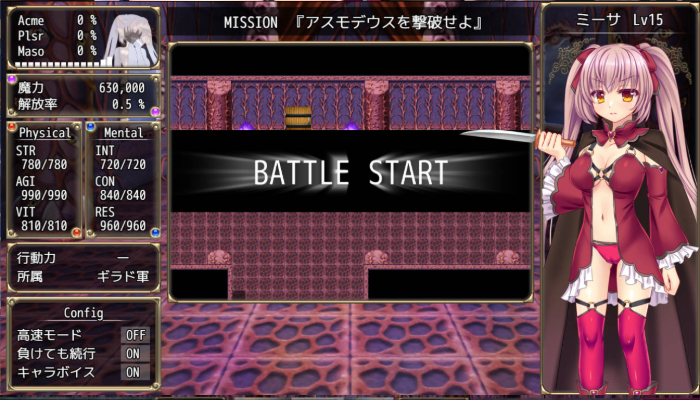 Acme 0 %
Plsr 0 %
Maso 0 %
MISSION 『アスモデウスを撃破せよ』
ミーサ Lv15
魔力 630,000
解放率 0.5 %
Physical Mental
STR INT
780/780 720/720
AGI CON
990/990 840/840
VIT RES
810/810 960/960
BATTLE START
行動力 ―
所属 ギラド軍
Config
高速モード OFF
負けても続行 ON
キャラボイス ON